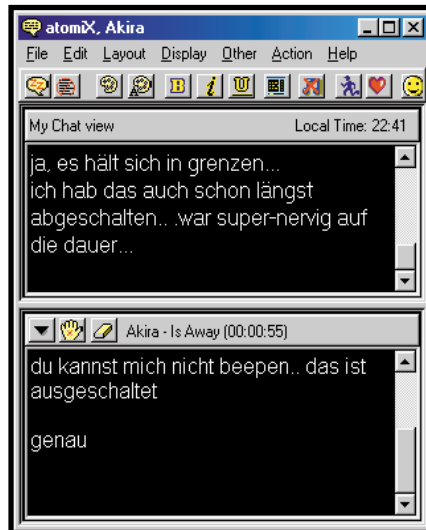 atomiX, Akira
File Edit Layout Display Other Action Help
B i U
My Chat view Local Time: 22:41
ja, es hält sich in grenzen...
ich hab das auch schon längst
abgeschalten.. .war super-nervig auf
die dauer...
Akira - Is Away (00:00:55)
du kannst mich nicht beepen.. das ist
ausgeschaltet
genau